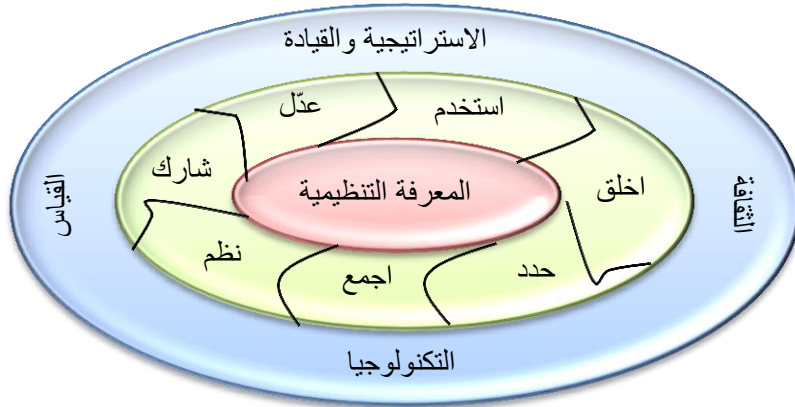 الاستراتيجية والقيادة
استخدم
عدّل
اخلق
شارك
المعرفة التنظيمية
الثقافة
القياس
حدد
اجمع
نظم
التكنولوجيا